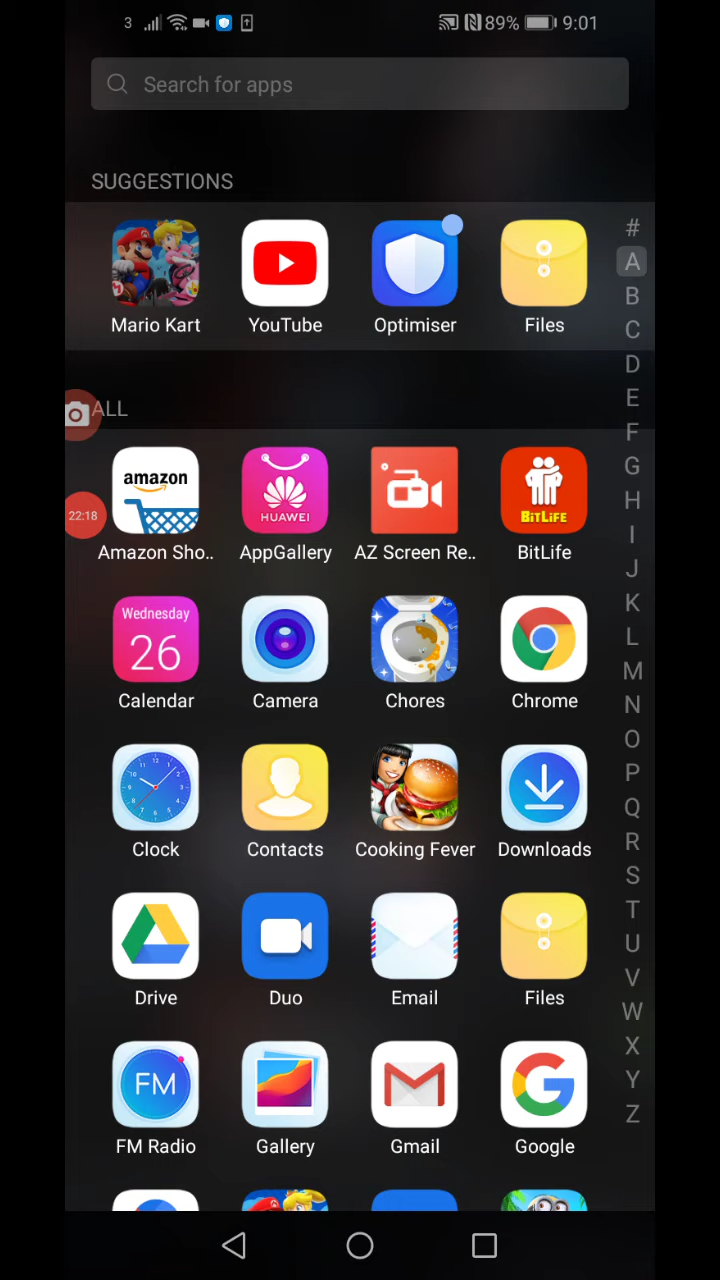 3 89% 9:01
Search for apps
SUGGESTIONS
Mario Kart YouTube Optimiser Files
ALL
amazon HUAWEI BITLIFE
22:18
Amazon Sho.. AppGallery AZ Screen Re.. BitLife
Wednesday
26
Calendar Camera Chores Chrome
Clock Contacts Cooking Fever Downloads
Drive Duo Email Files
FM
FM Radio Gallery Gmail Google
#
A
B
C
D
E
F
G
H
I
J
K
L
M
N
O
P
Q
R
S
T
U
V
W
X
Y
Z